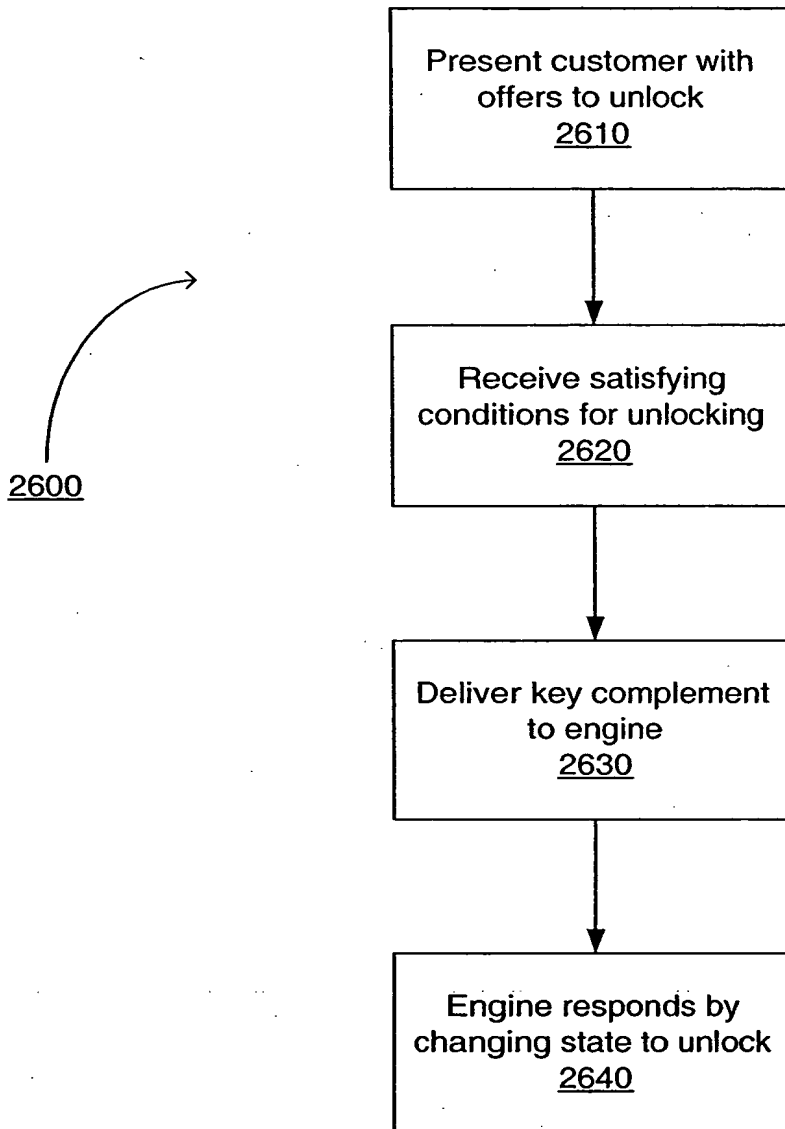 Present customer with
offers to unlock
2610
Receive satisfying
conditions for unlocking
2620
2600
Deliver key complement
to engine
2630
Engine responds by
changing state to unlock
2640